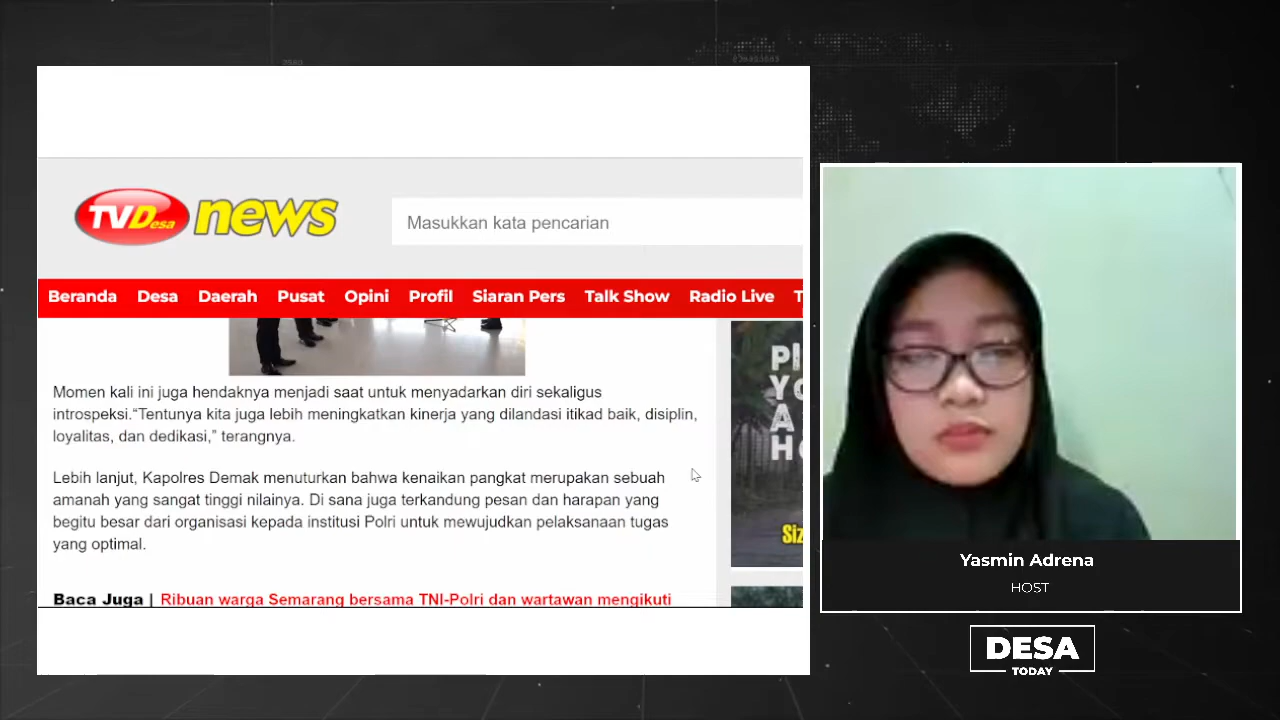 TVDesa news
Masukkan kata pencarian
Beranda Desa Daerah Pusat Opini Profil Siaran Pers Talk Show Radio Live T
Momen kali ini juga hendaknya menjadi saat untuk menyadarkan diri sekaligus
introspeksi.“Tentunya kita juga lebih meningkatkan kinerja yang dilandasi itikad baik, disiplin,
loyalitas, dan dedikasi,” terangnya.
Lebih lanjut, Kapolres Demak menuturkan bahwa kenaikan pangkat merupakan sebuah
amanah yang sangat tinggi nilainya. Di sana juga terkandung pesan dan harapan yang
begitu besar dari organisasi kepada institusi Polri untuk mewujudkan pelaksanaan tugas
yang optimal.
Baca Juga | Ribuan warga Semarang bersama TNI-Polri dan wartawan mengikuti
Yasmin Adrena
HOST
DESA
TODAY